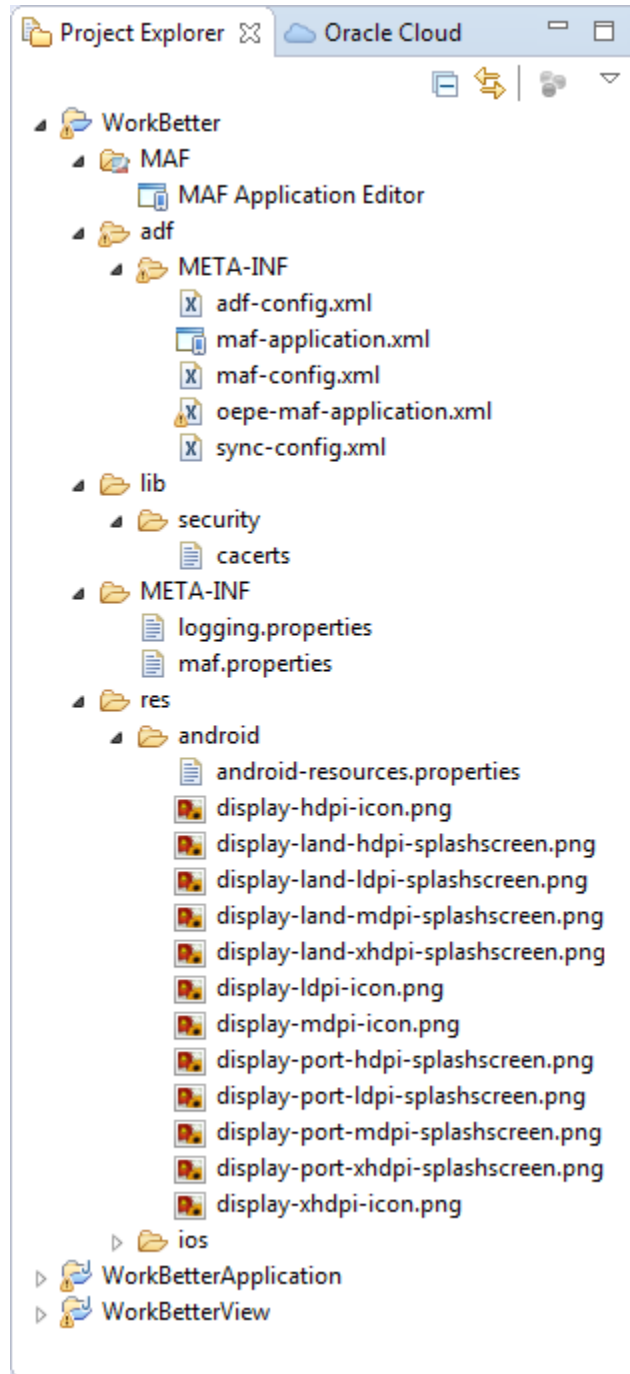 Project Explorer Oracle Cloud
WorkBetter
MAF
MAF Application Editor
adf
META-INF
adf-config.xml
maf-application.xml
maf-config.xml
oepe-maf-application.xml
sync-config.xml
lib
security
cacerts
META-INF
logging.properties
maf.properties
res
android
android-resources.properties
display-hdpi-icon.png
display-land-hdpi-splashscreen.png
display-land-ldpi-splashscreen.png
display-land-mdpi-splashscreen.png
display-land-xhdpi-splashscreen.png
display-ldpi-icon.png
display-mdpi-icon.png
display-port-hdpi-splashscreen.png
display-port-ldpi-splashscreen.png
display-port-mdpi-splashscreen.png
display-port-xhdpi-splashscreen.png
display-xhdpi-icon.png
ios
WorkBetterApplication
WorkBetterView